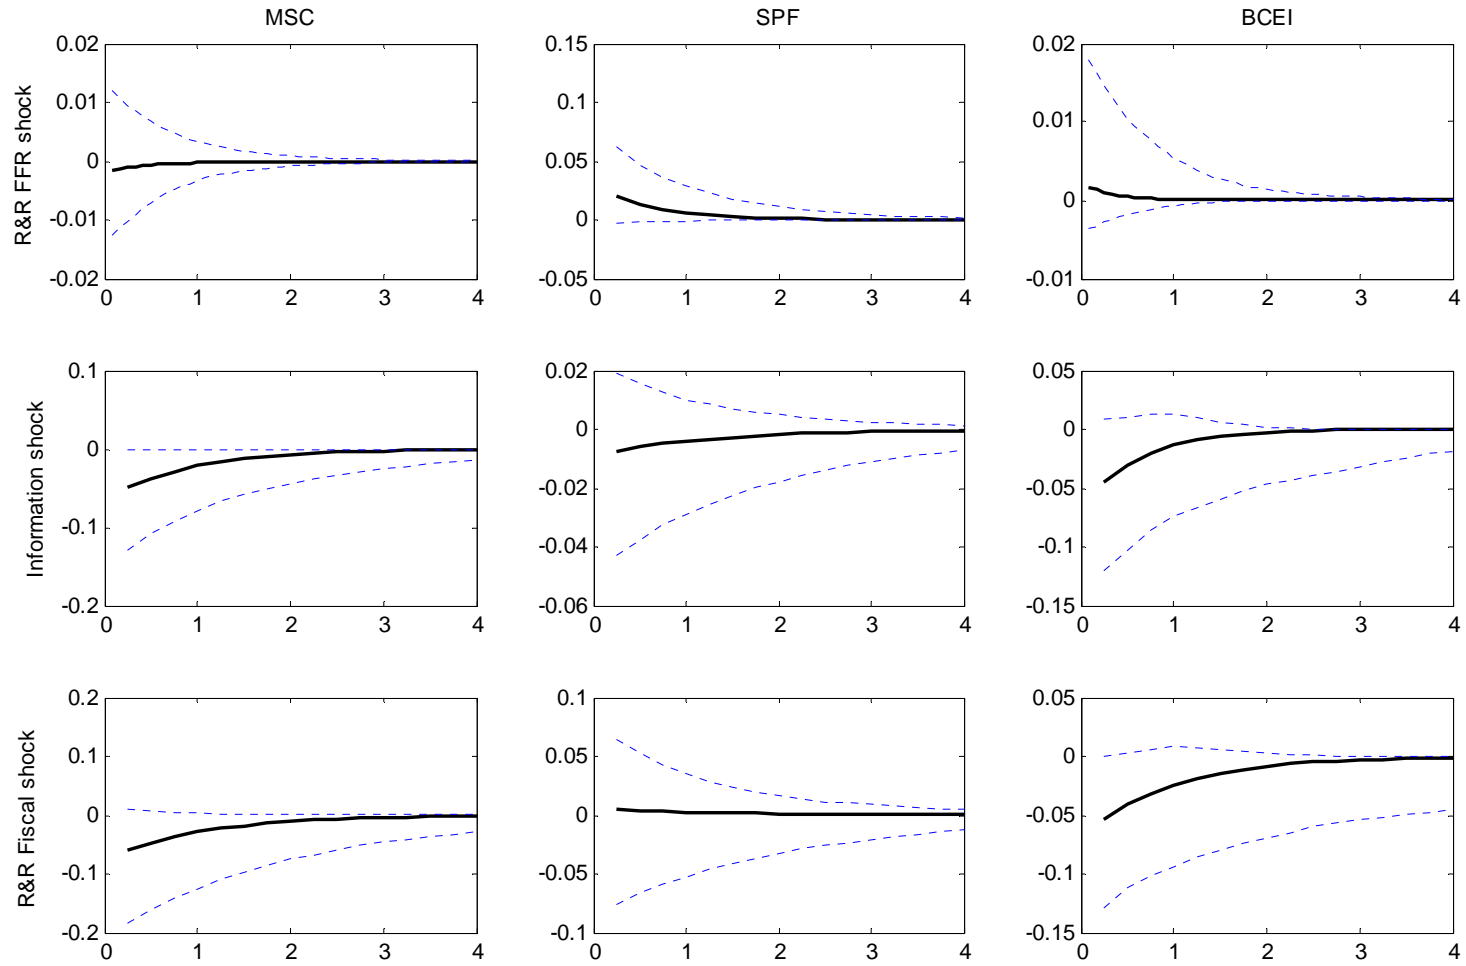 MSC SPF BCEI
R&R FFR shock
0.02 0.15 0.02
0.01 0.1 0.01
0 0.05 0
-0.01 0 -0.01
-0.02 -0.05
0 1 2 3 4 0 1 2 3 4 0 1 2 3 4
Information shock
0.1 0.02 0.05
0 0 0
-0.1 -0.02 -0.05
-0.2 -0.04 -0.1
-0.06 -0.15
0 1 2 3 4 0 1 2 3 4 0 1 2 3 4
R&R Fiscal shock
0.2 0.1 0.05
0.1 0.05 0
0 0 -0.05
-0.1 -0.05 -0.1
-0.2 -0.1 -0.15
0 1 2 3 4 0 1 2 3 4 0 1 2 3 4